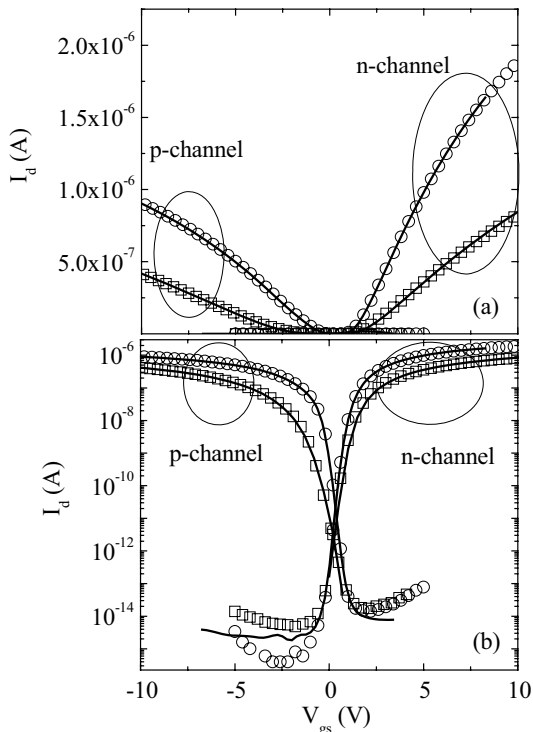 2.0x10⁻⁶
n-channel
1.5x10⁻⁶
p-channel
I_d (A)
1.0x10⁻⁶
5.0x10⁻⁷
(a)
10⁻⁶
10⁻⁸
p-channel
n-channel
10⁻¹⁰
I_d (A)
10⁻¹²
10⁻¹⁴
(b)
-10 -5 0 5 10
V_gs (V)